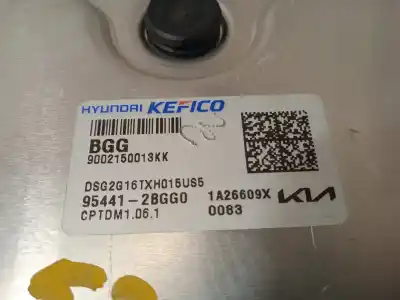 HYUNDAI KEFICO
BGG
9002150013KK
DSG2G16TXH015US5
95441-2BGG0 1A26609X KIA
CPTDM1.06.1 0083